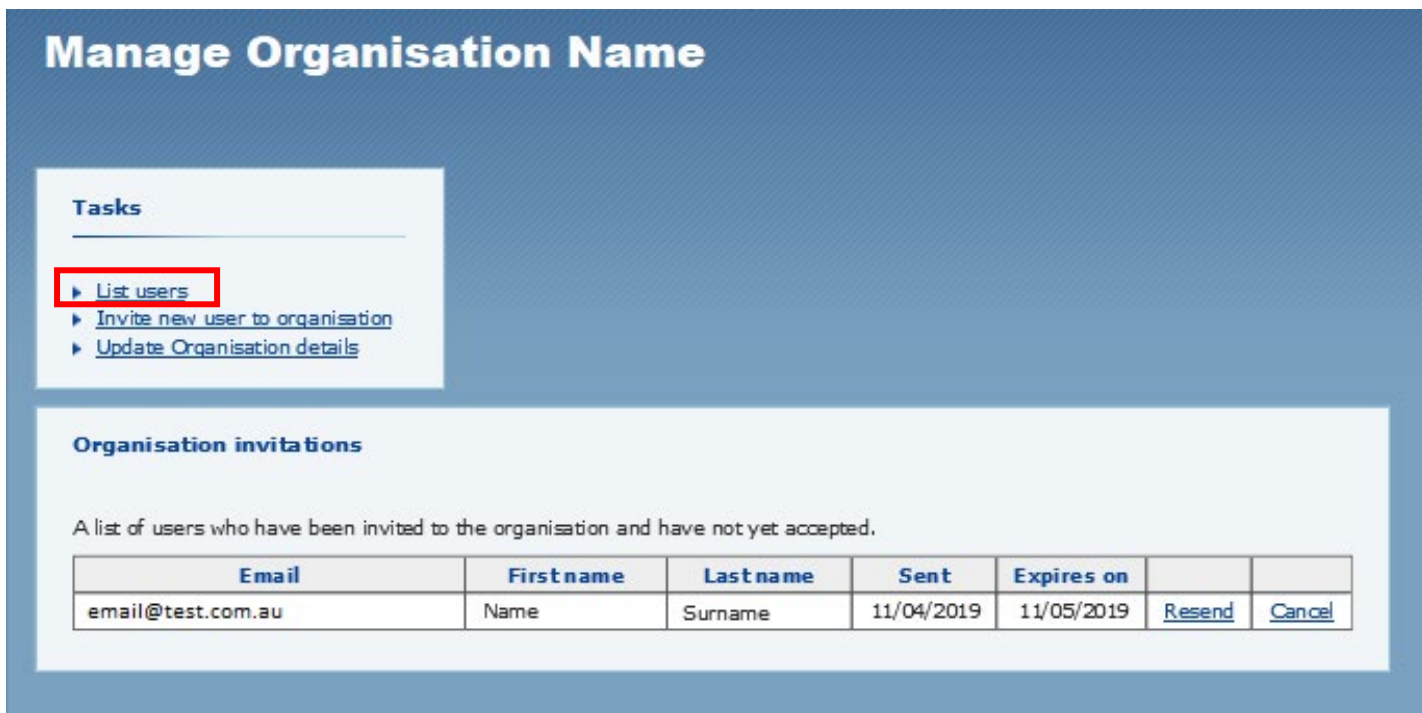 Manage Organisation Name
Tasks
List users
Invite new user to organisation
Update Organisation details
Organisation invitations
A list of users who have been invited to the organisation and have not yet accepted.
Email First name Last name Sent Expires on
email@test.com.au Name Surname 11/04/2019 11/05/2019 Resend Cancel